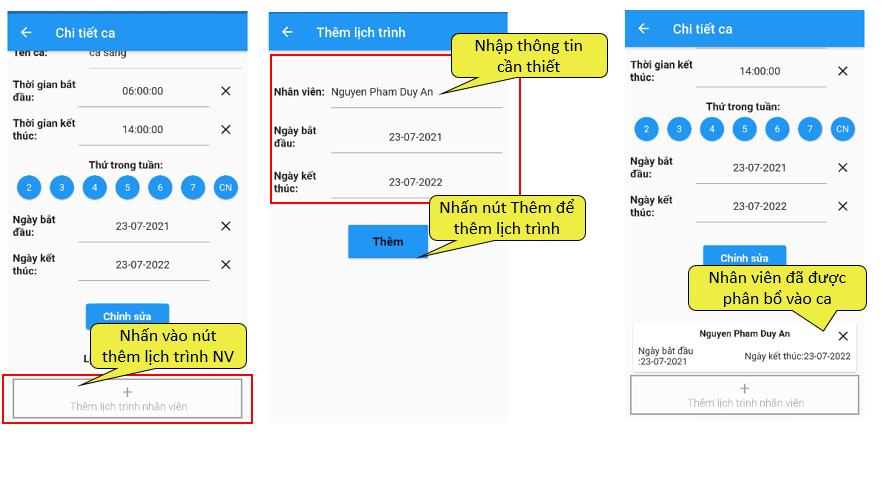 Chi tiết ca
Tên ca:
ca sang
Thời gian bắt
đầu:
06:00:00
Thời gian kết
thúc:
14:00:00
Thứ trong tuần:
2 3 4 5 6 7 CN
Ngày bắt
đầu:
23-07-2021
Ngày kết
thúc:
23-07-2022
Chỉnh sửa
Nhấn vào nút
thêm lịch trình NV
+
Thêm lịch trình nhân viên
Thêm lịch trình
Nhập thông tin
cần thiết
Nhân viên:
Nguyen Pham Duy An
Ngày bắt
đầu:
23-07-2021
Ngày kết
thúc:
23-07-2022
Nhấn nút Thêm để
thêm lịch trình
Thêm
Chi tiết ca
Thời gian kết
thúc:
14:00:00
Thứ trong tuần:
2 3 4 5 6 7 CN
Ngày bắt
đầu:
23-07-2021
Ngày kết
thúc:
23-07-2022
Chỉnh sửa
Nhân viên đã được
phân bổ vào ca
Nguyen Pham Duy An
Ngày bắt đầu
:23-07-2021
Ngày kết thúc:23-07-2022
+
Thêm lịch trình nhân viên